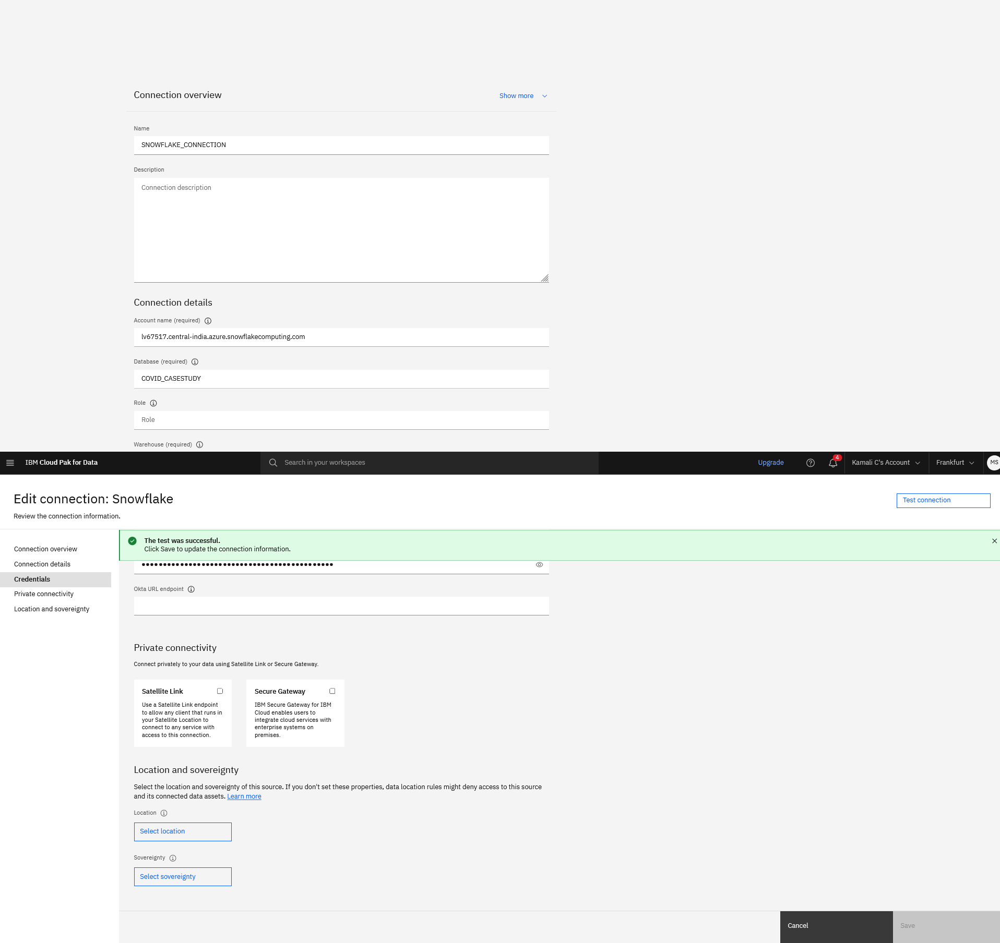 Connection overview
Show more
Name
SNOWFLAKE_CONNECTION
Description
Connection description
Connection details
Account name (required)
lv67517.central-india.azure.snowflakecomputing.com
Database (required)
COVID_CASESTUDY
Role
Role
Warehouse (required)
IBM Cloud Pak for Data
Search in your workspaces
Upgrade
4
Kamali C's Account
Frankfurt
MS
Edit connection: Snowflake
Test connection
Review the connection information.
The test was successful.
Click Save to update the connection information.
Connection overview
Connection details
Credentials
Private connectivity
Location and sovereignty
Okta URL endpoint
Private connectivity
Connect privately to your data using Satellite Link or Secure Gateway.
Satellite Link
Use a Satellite Link endpoint
to allow any client that runs in
your Satellite Location to
connect to any service with
access to this connection.
Secure Gateway
IBM Secure Gateway for IBM
Cloud enables users to
integrate cloud services with
enterprise systems on
premises.
Location and sovereignty
Select the location and sovereignty of this source. If you don't set these properties, data location rules might deny access to this source
and its connected data assets. Learn more
Location
Select location
Sovereignty
Select sovereignty
Cancel
Save